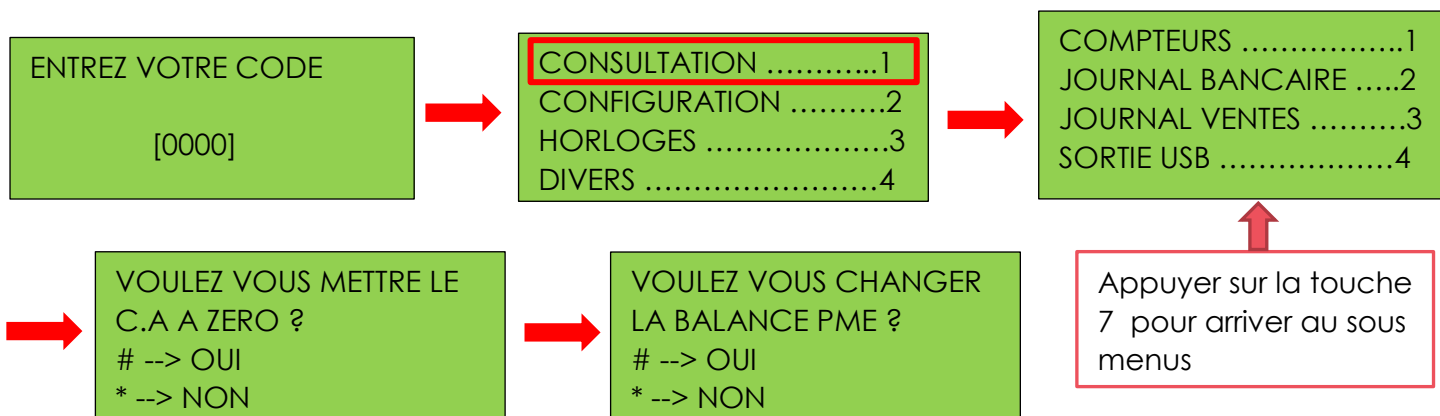 ENTREZ VOTRE CODE
[0000]
CONSULTATION ………..1
CONFIGURATION ……….2
HORLOGES ……………….3
DIVERS ……………………4
COMPTEURS ……………..1
JOURNAL BANCAIRE …..2
JOURNAL VENTES ……….3
SORTIE USB ………………4
VOULEZ VOUS METTRE LE
C.A A ZERO ?
# --> OUI
* --> NON
VOULEZ VOUS CHANGER
LA BALANCE PME ?
# --> OUI
* --> NON
Appuyer sur la touche
7 pour arriver au sous
menus